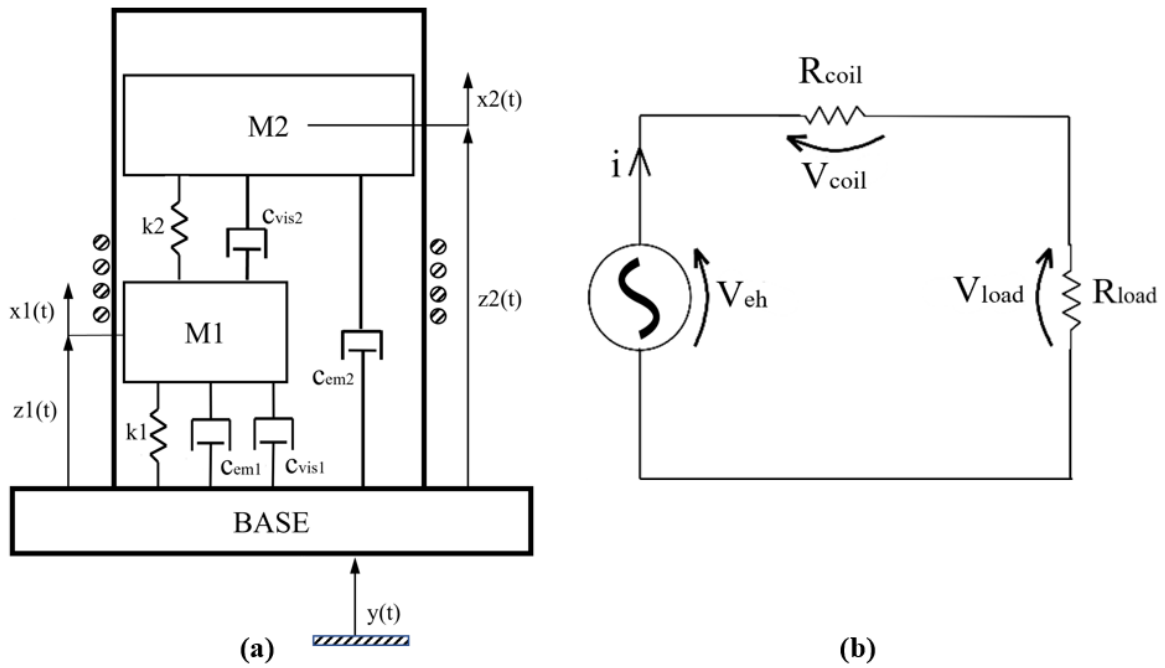 x2(t)
M2
k2
cvis2
z2(t)
x1(t)
M1
z1(t)
cem2
k1
cem1
cvis1
BASE
y(t)
(a)
Rcoil
i
Vcoil
Veh
Vload
Rload
(b)